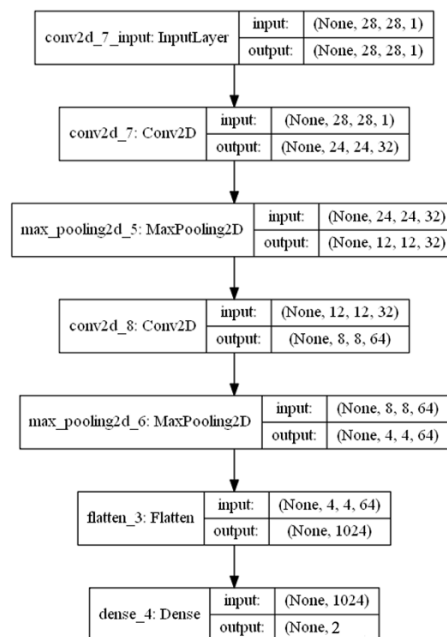 conv2d_7_input: InputLayer input: (None, 28, 28, 1)
output: (None, 28, 28, 1)
conv2d_7: Conv2D input: (None, 28, 28, 1)
output: (None, 24, 24, 32)
max_pooling2d_5: MaxPooling2D input: (None, 24, 24, 32)
output: (None, 12, 12, 32)
conv2d_8: Conv2D input: (None, 12, 12, 32)
output: (None, 8, 8, 64)
max_pooling2d_6: MaxPooling2D input: (None, 8, 8, 64)
output: (None, 4, 4, 64)
flatten_3: Flatten input: (None, 4, 4, 64)
output: (None, 1024)
dense_4: Dense input: (None, 1024)
output: (None, 2